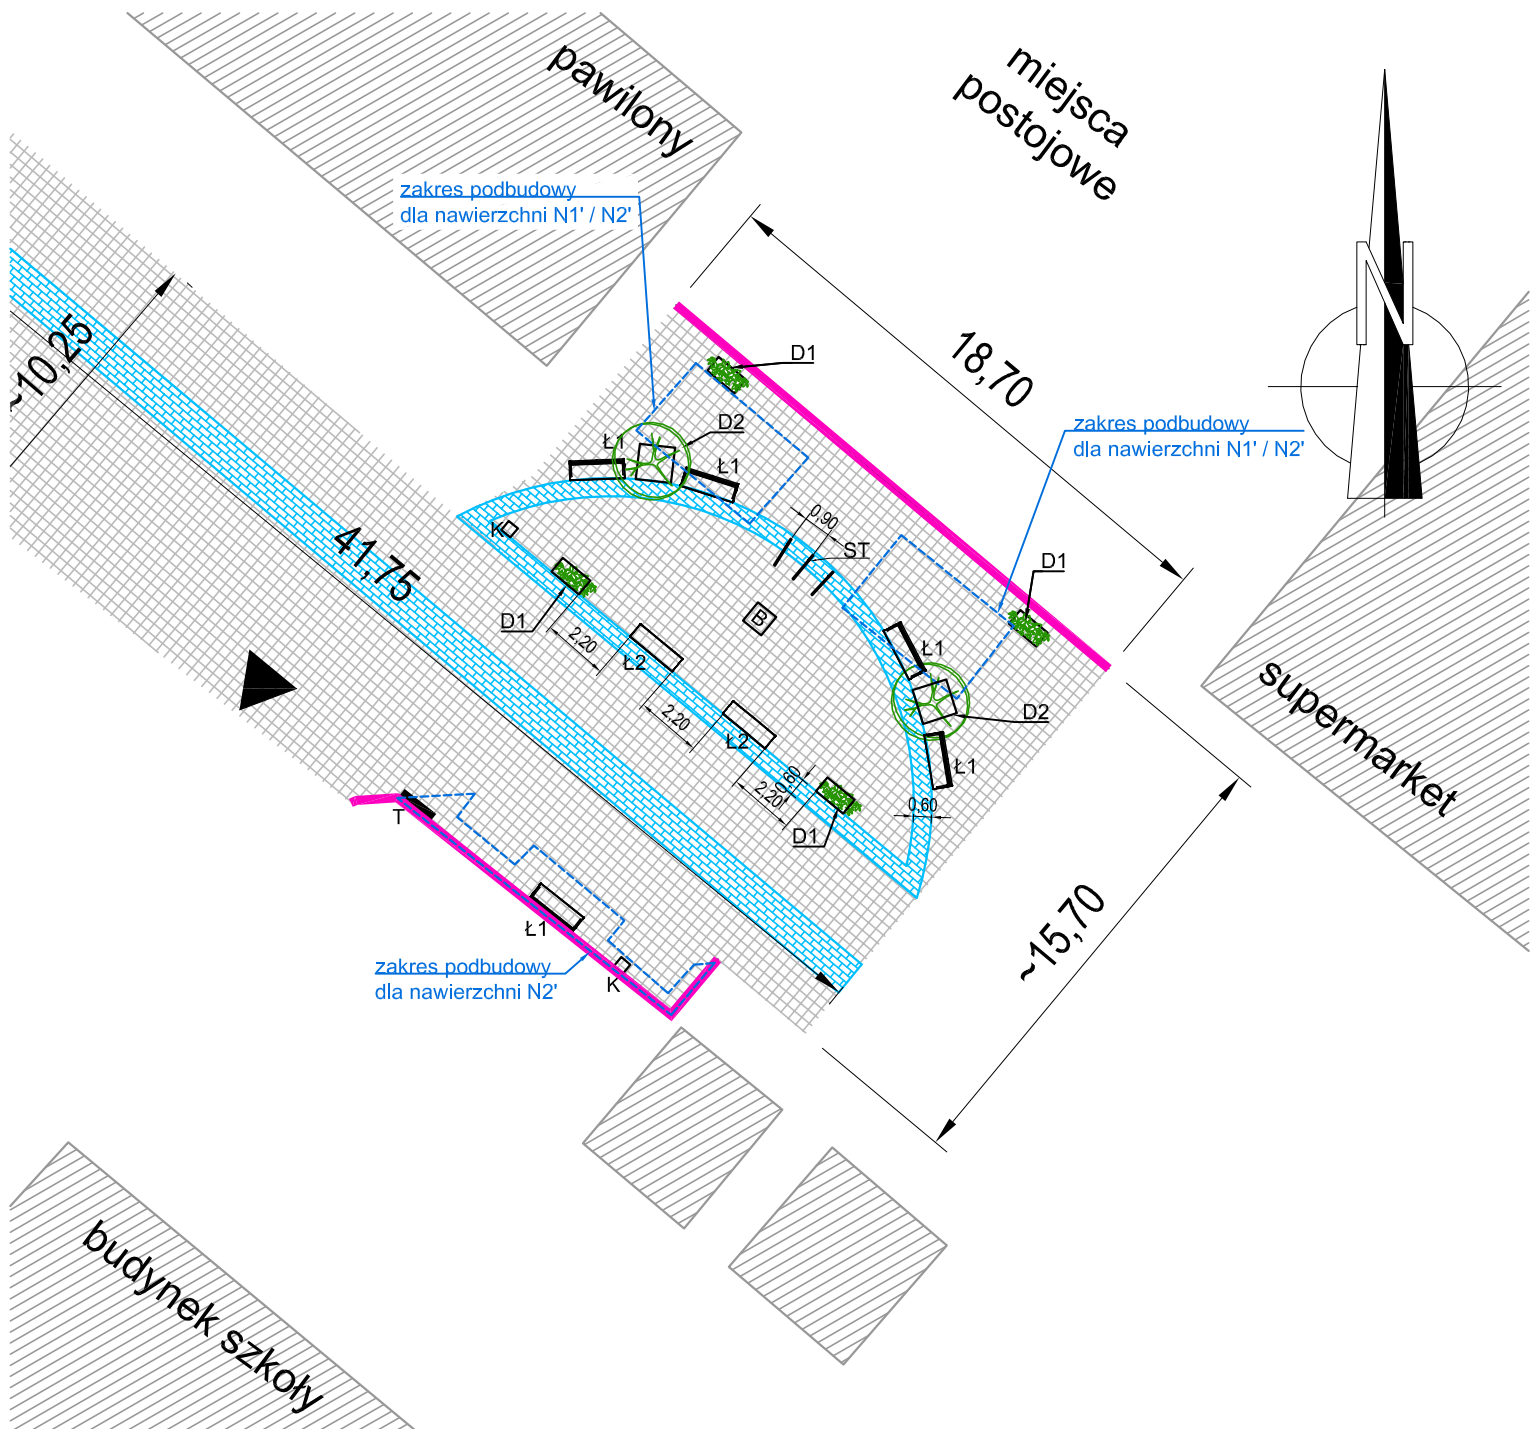 pawilony
miejsca
postojowe
zakres podbudowy
dla nawierzchni N1' / N2'
N
~10,25
18,70
D1
D2
Ł1
Ł1
zakres podbudowy
dla nawierzchni N1' / N2'
0,90
ST
K
41,75
D1
D1
B
2,20
Ł2
Ł1
supermarket
2,20
Ł2
D2
Ł1
0,60
2,20
0,60
D1
T
~15,70
Ł1
zakres podbudowy
dla nawierzchni N2'
K
budynek szkoły